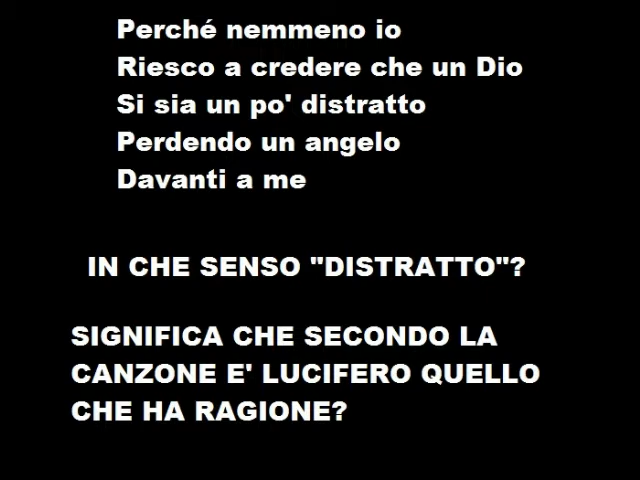 Perché nemmeno io
Riesco a credere che un Dio
Si sia un po' distratto
Perdendo un angelo
Davanti a me
IN CHE SENSO "DISTRATTO"?
SIGNIFICA CHE SECONDO LA
CANZONE E' LUCIFERO QUELLO
CHE HA RAGIONE?